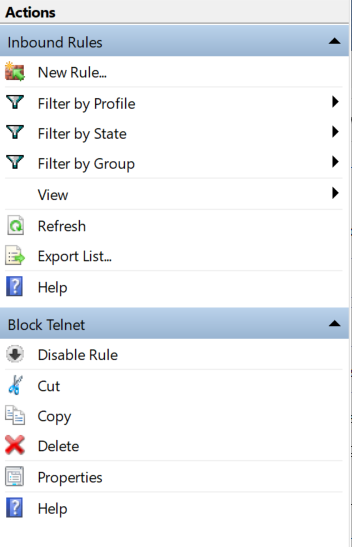 Actions
Inbound Rules
New Rule...
Filter by Profile
Filter by State
Filter by Group
View
Refresh
Export List...
Help
Block Telnet
Disable Rule
Cut
Copy
Delete
Properties
Help